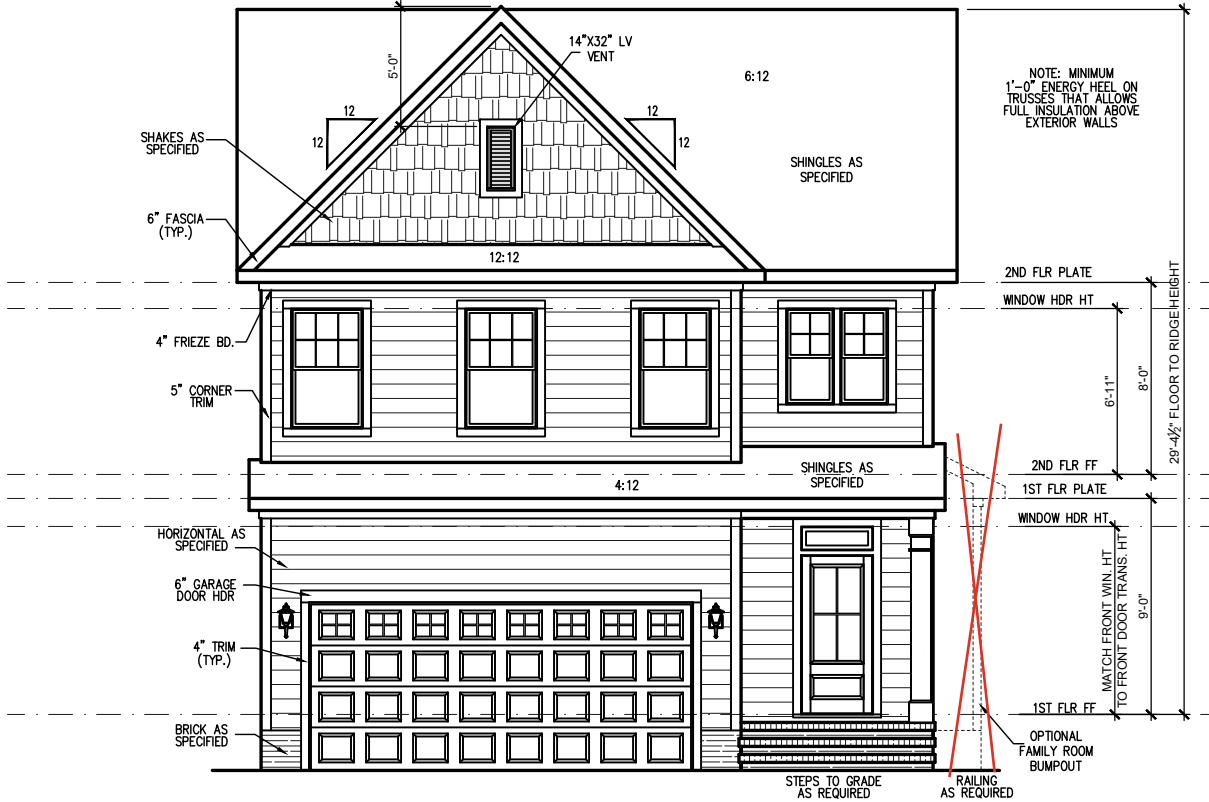 14"X32" LV
VENT
5'-0"
6:12
NOTE: MINIMUM
1'-0" ENERGY HEEL ON
TRUSSES THAT ALLOWS
FULL INSULATION ABOVE
EXTERIOR WALLS
12
12
12
12
SHAKES AS
SPECIFIED
SHINGLES AS
SPECIFIED
6" FASCIA
(TYP.)
12:12
2ND FLR PLATE
WINDOW HDR HT
4" FRIEZE BD.
5" CORNER
TRIM
6'-11"
8'-0"
29'-4½" FLOOR TO RIDGE HEIGHT
SHINGLES AS
SPECIFIED
2ND FLR FF
4:12
1ST FLR PLATE
WINDOW HDR HT
HORIZONTAL AS
SPECIFIED
6" GARAGE
DOOR HDR
MATCH FRONT WIN. HT
TO FRONT DOOR TRANS. HT
9'-0"
4" TRIM
(TYP.)
1ST FLR FF
BRICK AS
SPECIFIED
OPTIONAL
FAMILY ROOM
BUMPOUT
STEPS TO GRADE
AS REQUIRED
RAILING
AS REQUIRED